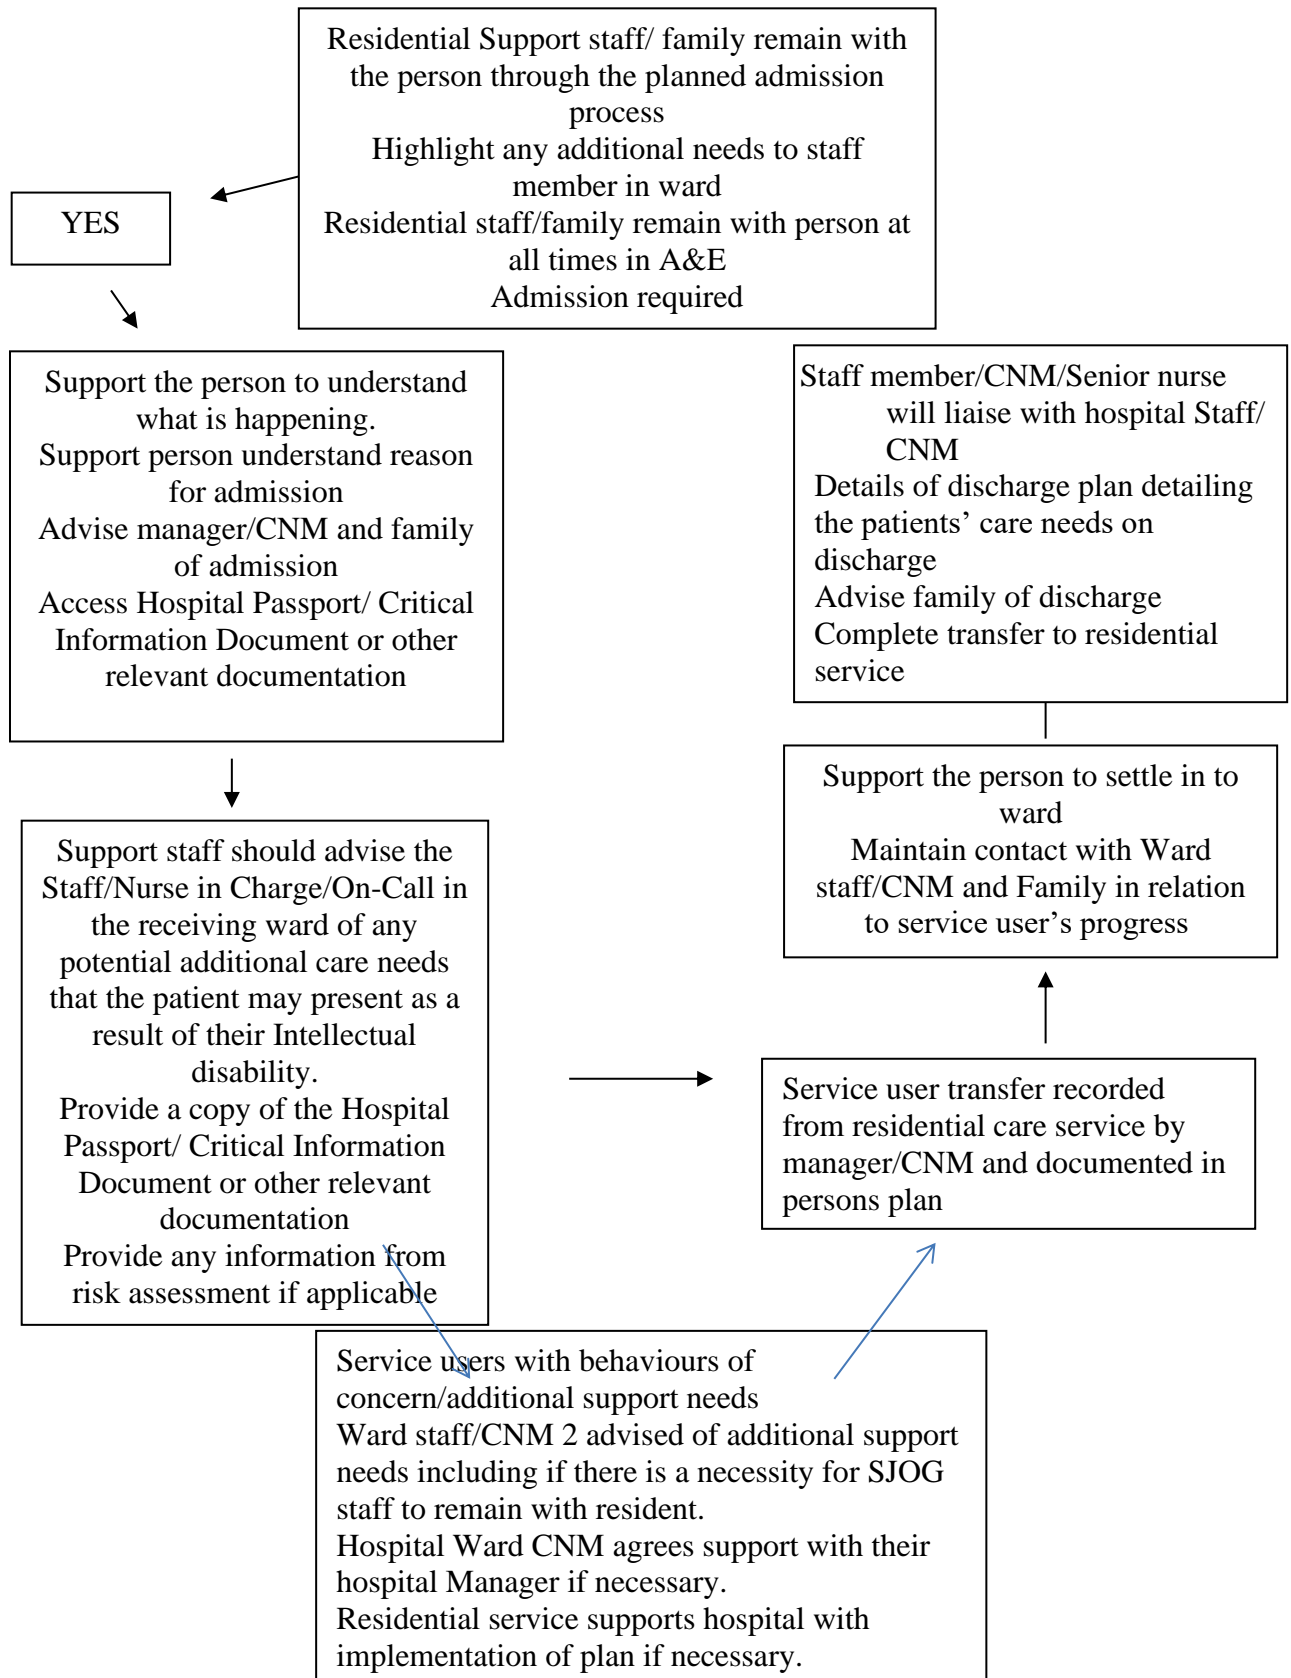 Residential Support staff/ family remain with
the person through the planned admission
process
Highlight any additional needs to staff
member in ward
Residential staff/family remain with person at
all times in A&E
Admission required
YES
Support the person to understand
what is happening.
Support person understand reason
for admission
Advise manager/CNM and family
of admission
Access Hospital Passport/ Critical
Information Document or other
relevant documentation
Support staff should advise the
Staff/Nurse in Charge/On-Call in
the receiving ward of any
potential additional care needs
that the patient may present as a
result of their Intellectual
disability.
Provide a copy of the Hospital
Passport/ Critical Information
Document or other relevant
documentation
Provide any information from
risk assessment if applicable
Service users with behaviours of
concern/additional support needs
Ward staff/CNM 2 advised of additional support
needs including if there is a necessity for SJOG
staff to remain with resident.
Hospital Ward CNM agrees support with their
hospital Manager if necessary.
Residential service supports hospital with
implementation of plan if necessary.
Service user transfer recorded
from residential care service by
manager/CNM and documented in
persons plan
Support the person to settle in to
ward
Maintain contact with Ward
staff/CNM and Family in relation
to service user’s progress
Staff member/CNM/Senior nurse
will liaise with hospital Staff/
CNM
Details of discharge plan detailing
the patients’ care needs on
discharge
Advise family of discharge
Complete transfer to residential
service